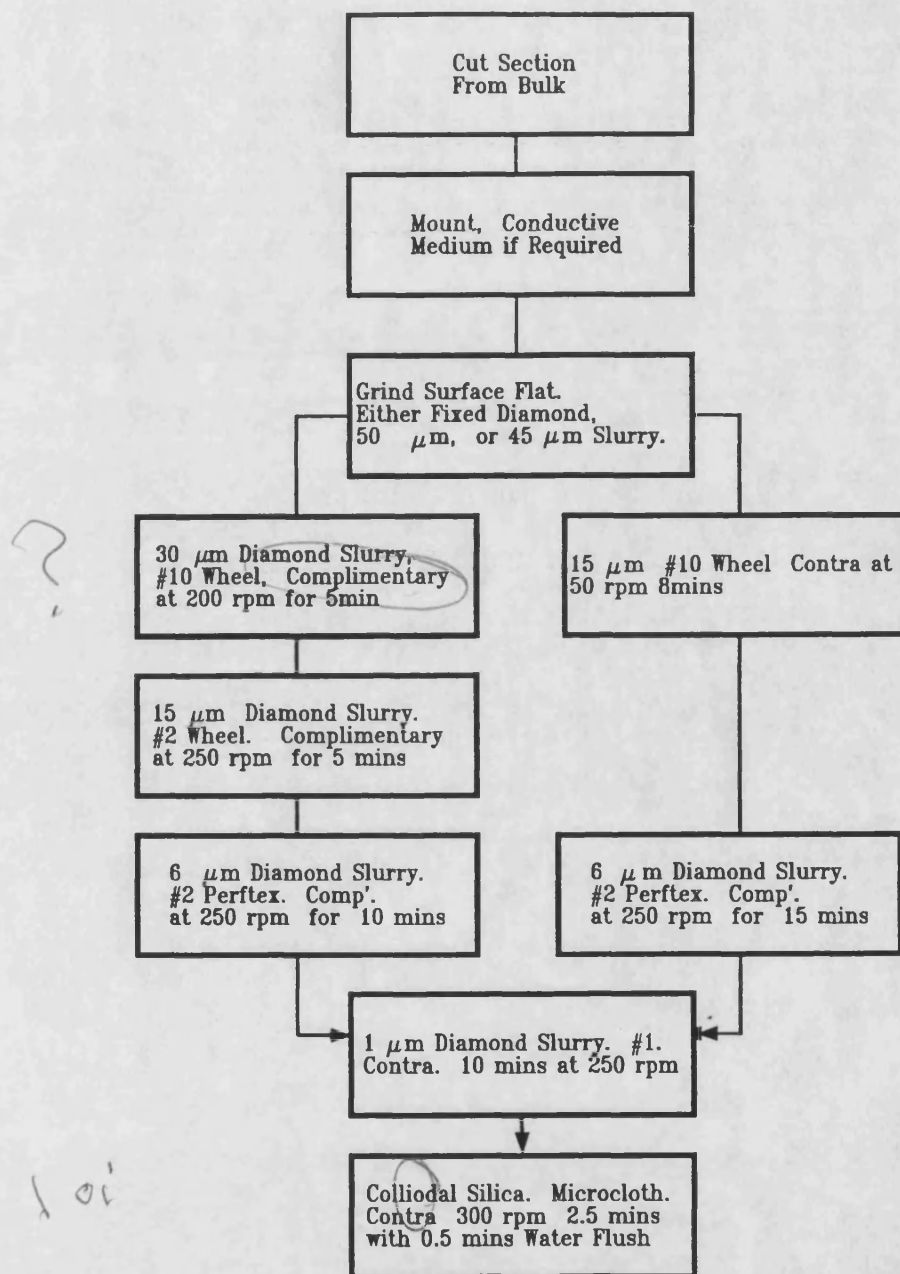 Cut Section
From Bulk
Mount, Conductive
Medium if Required
Grind Surface Flat.
Either Fixed Diamond,
50 μm, or 45 μm Slurry.
30 μm Diamond Slurry,
#10 Wheel, Complimentary
at 200 rpm for 5min
?
15 μm #10 Wheel Contra at
50 rpm 8mins
15 μm Diamond Slurry.
#2 Wheel. Complimentary
at 250 rpm for 5 mins
6 μm Diamond Slurry.
#2 Perftex. Comp'.
at 250 rpm for 10 mins
6 μm Diamond Slurry.
#2 Perftex. Comp'.
at 250 rpm for 15 mins
1 μm Diamond Slurry. #1.
Contra. 10 mins at 250 rpm
Colliodal Silica. Microcloth.
Contra 300 rpm 2.5 mins
with 0.5 mins Water Flush
oi